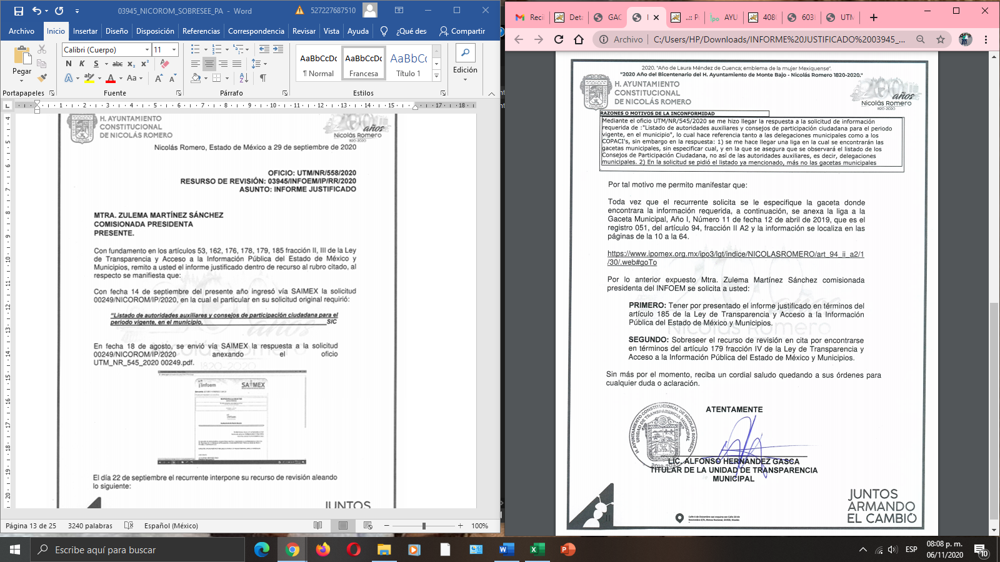 03945_NICOROM_SOBRESEE_PA - Word
527227687510
Archivo Inicio Insertar Diseño Disposición Referencias Correspondencia Revisar Vista Ayuda ¿Qué des Compartir
Pegar
Calibri (Cuerpo) 11
N K S abc x₂ x²
A A Aa A A
AaBbCcDc AaBbCcDc AaBbCc
¶ Normal Francesa Título 1
Edición
Portapapeles Fuente Párrafo Estilos
H. AYUNTAMIENTO
CONSTITUCIONAL
DE NICOLÁS ROMERO
años
Nicolás Romero
1820-2020
Nicolás Romero, Estado de México a 29 de septiembre de 2020
OFICIO: UTM/NR/558/2020
RESURSO DE REVISIÓN: 03945/INFOEM/IP/RR/2020
ASUNTO: INFORME JUSTIFICADO
MTRA. ZULEMA MARTÍNEZ SÁNCHEZ
COMISIONADA PRESIDENTA
PRESENTE.
Con fundamento en los artículos 53, 162, 176, 178, 179, 185 fracción II, III de la Ley
de Transparencia y Acceso a la Información Pública del Estado de México y
Municipios, remito a usted el informe justificado dentro de recurso al rubro citado, al
respecto se manifiesta que:
Con fecha 14 de septiembre del presente año ingresó vía SAIMEX la solicitud
00249/NICOROM/IP/2020, en la cual el particular en su solicitud original requirió:
"Listado de autoridades auxiliares y consejos de participación ciudadana para el
periodo vigente, en el municipio. SIC
En fecha 18 de agosto, se envió vía SAIMEX la respuesta a la solicitud
00249/NICOROM/IP/2020 anexando el oficio
UTM_NR_545_2020 00249.pdf.
infoem SAIMEX
El día 22 de septiembre el recurrente interpone su recurso de revisión aleando
lo siguiente:
JUNTOS
Página 13 de 25 3240 palabras Español (México) 100%
Reci Deta GAC I ..:: P AYU 408 603 UTM
Archivo C:/Users/HP/Downloads/INFORME%20JUSTIFICADO%2003945_...
2020. "Año de Laura Méndez de Cuenca; emblema de la mujer Mexiquense".
"2020 Año del Bicentenario del H. Ayuntamiento de Monte Bajo - Nicolás Romero 1820-2020."
H. AYUNTAMIENTO
CONSTITUCIONAL
DE NICOLÁS ROMERO
años
Nicolás Romero
1820-2020
RAZONES O MOTIVOS DE LA INCONFORMIDAD
Mediante el oficio UTM/NR/545/2020 se me hizo llegar la respuesta a la solicitud de información
requerida de :"Listado de autoridades auxiliares y consejos de participación ciudadana para el periodo
vigente, en el municipio", lo cual hace referencia tanto a las delegaciones municipales como a los
COPACI's, sin embargo en la respuesta: 1) se me hace llegar una liga en la cual se encontrarán las
gacetas municipales, sin especificar cual, y en la que se asegura que se observará el listado de los
Consejos de Participación Ciudadana, no así de las autoridades auxiliares, es decir, delegaciones
municipales. 2) En la solicitud se pidió el listado ya mencionado, más no las gacetas municipales
Por tal motivo me permito manifestar que:
Toda vez que el recurrente solicita se le especifique la gaceta donde
encontrara la información requerida, a continuación, se anexa la liga a la
Gaceta Municipal, Año I, Número 11 de fecha 12 de abril de 2019, que es el
registro 051, del artículo 94, fracción II A2 y la información se localiza en las
páginas de la 10 a la 64.
https://www.ipomex.org.mx/ipo3/lgt/indice/NICOLASROMERO/art_94_ii_a2/1
/30/.web#goTo
Por lo anterior expuesto Mtra. Zulema Martínez Sánchez comisionada
presidenta del INFOEM se solicita a usted:
PRIMERO: Tener por presentado el informe justificado en términos del
artículo 185 de la Ley de Transparencia y Acceso a la Información
Pública del Estado de México y Municipios.
SEGUNDO: Sobreseer el recurso de revisión en cita por encontrarse
en términos del artículo 179 fracción IV de la Ley de Transparencia y
Acceso a la Información Pública del Estado de México y Municipios.
Sin más por el momento, reciba un cordial saludo quedando a sus órdenes para
cualquier duda o aclaración.
ATENTAMENTE
LIC. ALFONSO HERNÁNDEZ GASCA
TITULAR DE LA UNIDAD DE TRANSPARENCIA
MUNICIPAL
JUNTOS
ARMANDO
EL CAMBIO
Escribe aquí para buscar
ESP
08:08 p. m.
06/11/2020
10